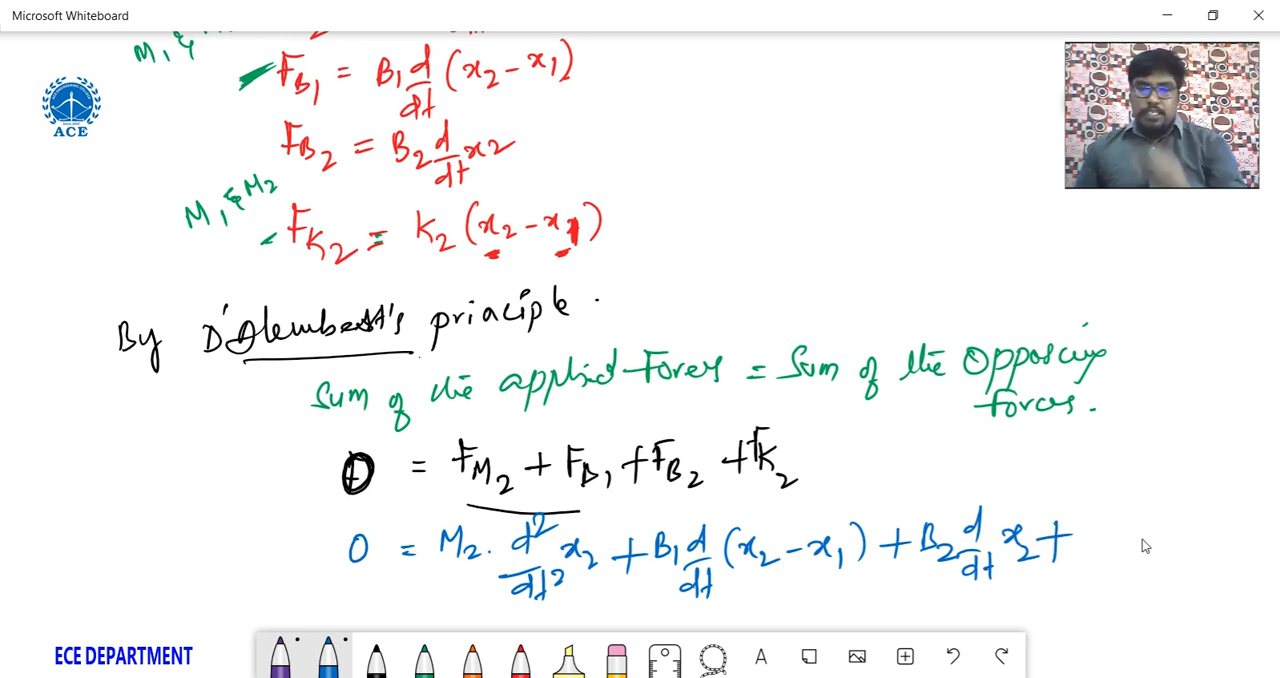 Microsoft Whiteboard
M₁ &
F_B₁ = B₁ d/dt (x₂ - x₁)
ACE
F_B₂ = B₂ d/dt x2
M₁ & M₂
F_K₂ = K₂ (x₂ - x₁)
By D'Alembert's priaciple.
Sum of the applied Forces = Sum of the Opposing
forces.
0 = F_M₂ + F_B₁ + F_B₂ + F_K₂
0 = M₂. d²/dt² x₂ + B₁ d/dt (x₂ - x₁) + B₂ d/dt x₂ +
ECE DEPARTMENT
A